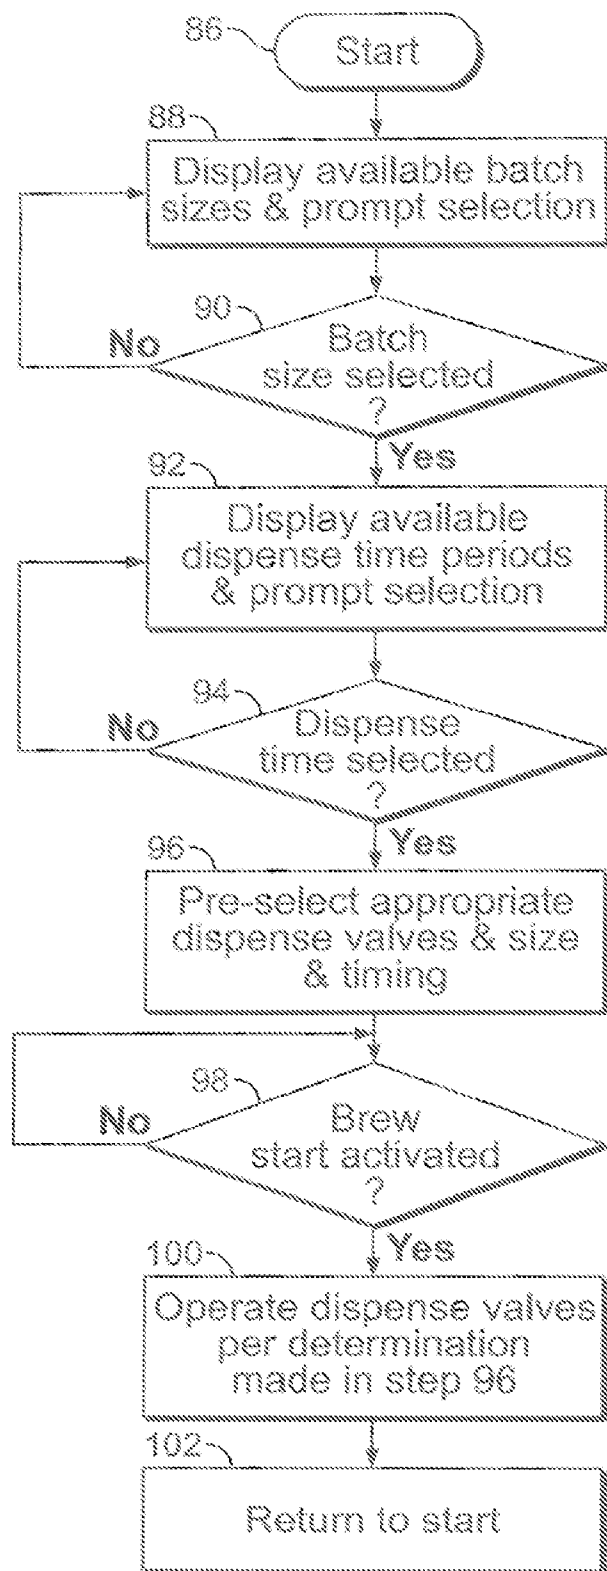 86
Start
88
Display available batch
sizes & prompt selection
90
No
Batch
size selected
?
Yes
92
Display available
dispense time periods
& prompt selection
94
No
Dispense
time selected
?
Yes
96
Pre-select appropriate
dispense valves & size
& timing
98
No
Brew
start activated
?
Yes
100
Operate dispense valves
per determination
made in step 96
102
Return to start